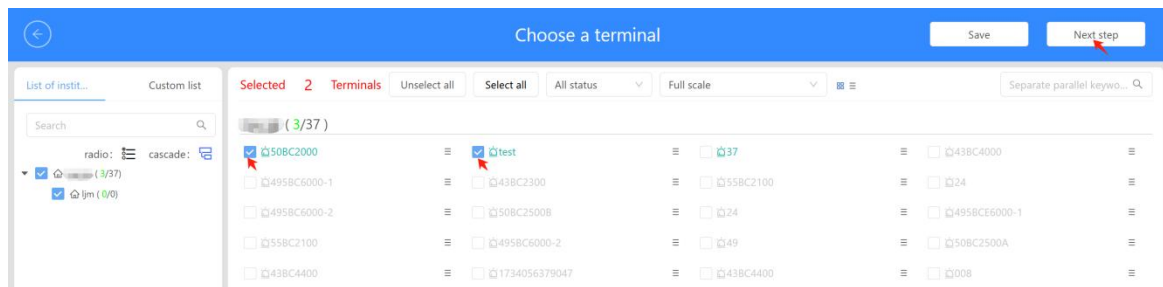 Choose a terminal
Save
Next step
List of instit...
Custom list
Selected 2 Terminals
Unselect all
Select all
All status
Full scale
Separate parallel keywo...
Search
radio:
cascade:
( 3/37)
ljm ( 0/0)
( 3/37 )
50BC2000
test
37
43BC4000
495BC6000-1
43BC2300
55BC2100
24
495BC6000-2
50BC2500B
24
495BCE6000-1
55BC2100
495BC6000-2
49
50BC2500A
43BC4400
1734056379047
43BC4400
008